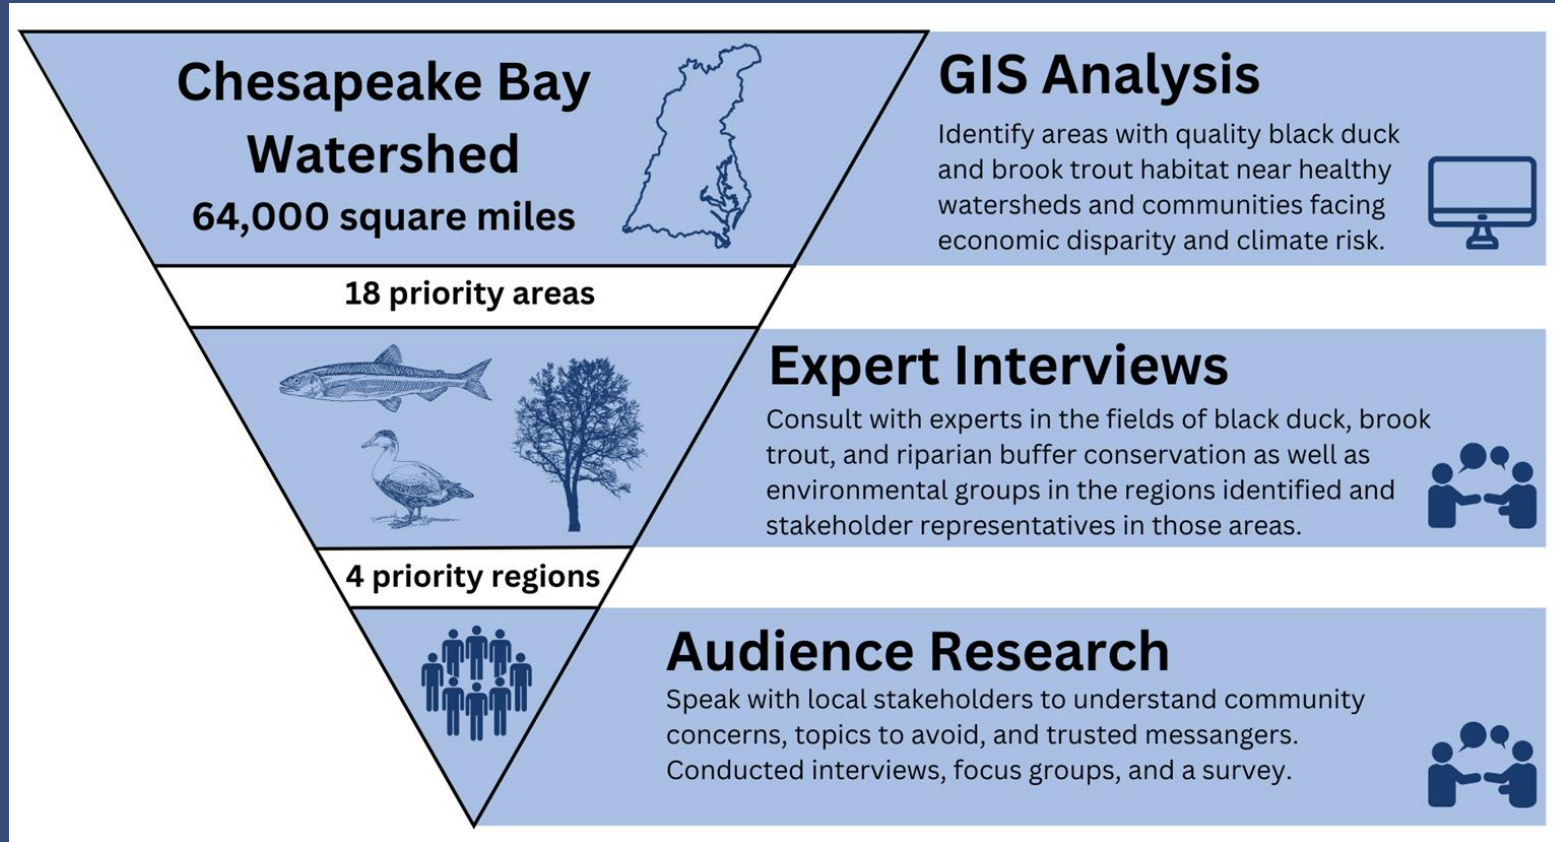 Chesapeake Bay
Watershed
64,000 square miles
GIS Analysis
Identify areas with quality black duck
and brook trout habitat near healthy
watersheds and communities facing
economic disparity and climate risk.
18 priority areas
Expert Interviews
Consult with experts in the fields of black duck, brook
trout, and riparian buffer conservation as well as
environmental groups in the regions identified and
stakeholder representatives in those areas.
4 priority regions
Audience Research
Speak with local stakeholders to understand community
concerns, topics to avoid, and trusted messangers.
Conducted interviews, focus groups, and a survey.